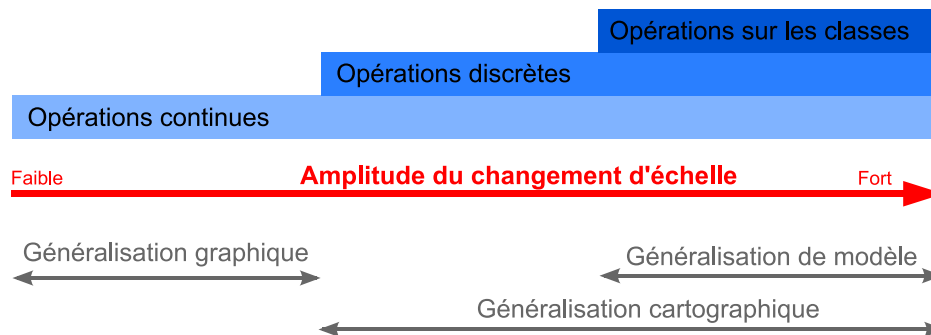 Opérations sur les classes
Opérations discrètes
Opérations continues
Faible Amplitude du changement d'échelle Fort
Généralisation graphique
Généralisation de modèle
Généralisation cartographique